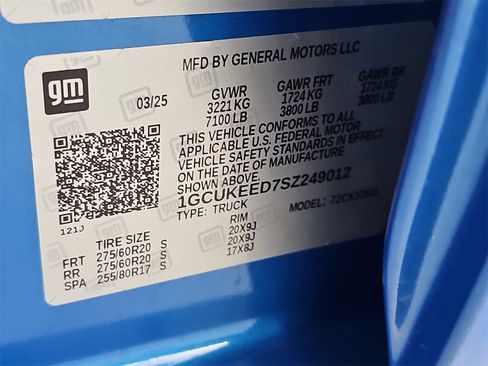 MFD BY GENERAL MOTORS LLC
gm
03/25
GVWR
3221 KG
7100 LB
GAWR FRT
1724 KG
3800 LB
GAWR RR
1724 KG
3800 LB
THIS VEHICLE CONFORMS TO ALL
APPLICABLE U.S. FEDERAL MOTOR
VEHICLE SAFETY STANDARDS IN EFFECT
ON THE DATE OF MANUFACTURE
SHOWN ABOVE.
1GCUKEED7SZ249012
TYPE: TRUCK
MODEL:
121J
TIRE SIZE
RIM
FRT 275/60R20 S 20X9J
RR 275/60R20 S 20X9J
SPA 255/80R17 S 17X8J